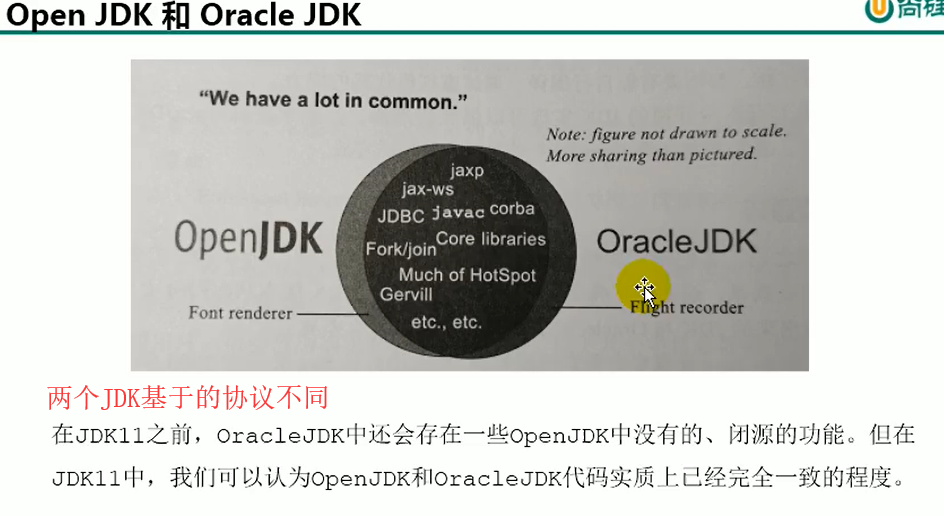 Open JDK 和 Oracle JDK
尚硅
“We have a lot in common.”
Note: figure not drawn to scale.
More sharing than pictured.
jaxp
jax-ws
JDBC javac corba
Fork/join Core libraries
Much of HotSpot
Gervill
etc., etc.
OpenJDK
OracleJDK
Font renderer
Flight recorder
两个JDK基于的协议不同
在JDK11之前，OracleJDK中还会存在一些OpenJDK中没有的、闭源的功能。但在
JDK11中，我们可以认为OpenJDK和OracleJDK代码实质上已经完全一致的程度。